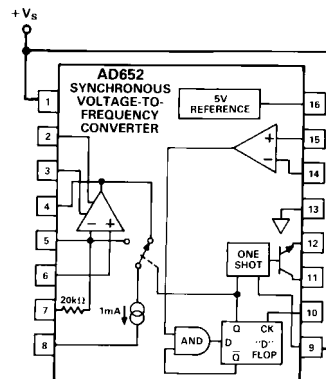 + Vs
AD652
SYNCHRONOUS
VOLTAGE-TO-
FREQUENCY
CONVERTER
5V
REFERENCE
1
2
3
4
5
6
7
8
16
15
14
13
12
11
10
9
+
−
− +
20kΩ
1mA
ONE
SHOT
AND
Q CK
D "D"
Q̅ FLOP